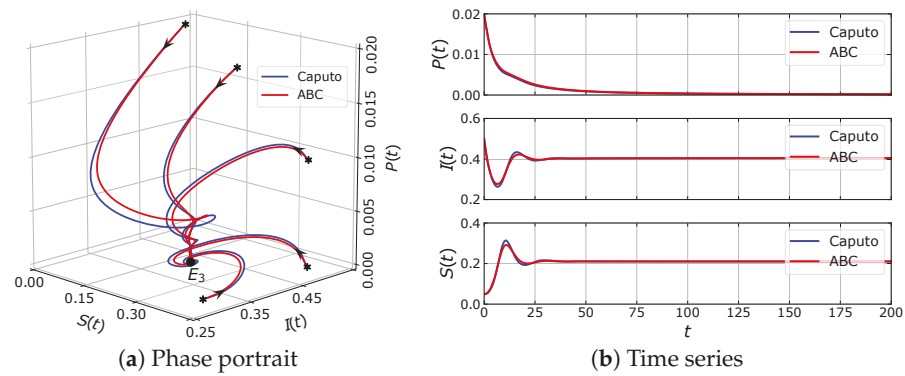 Caputo
ABC
0.020
0.015
0.010
0.005
0.000
P(t)
0.00
0.15
0.30
S(t)
0.25
0.35
0.45
I(t)
E3
(a) Phase portrait
0.02
0.01
0.00
P(t)
Caputo
ABC
0.6
0.4
0.2
I(t)
Caputo
ABC
0.4
0.2
0.0
S(t)
Caputo
ABC
0 25 50 75 100 125 150 175 200
t
(b) Time series